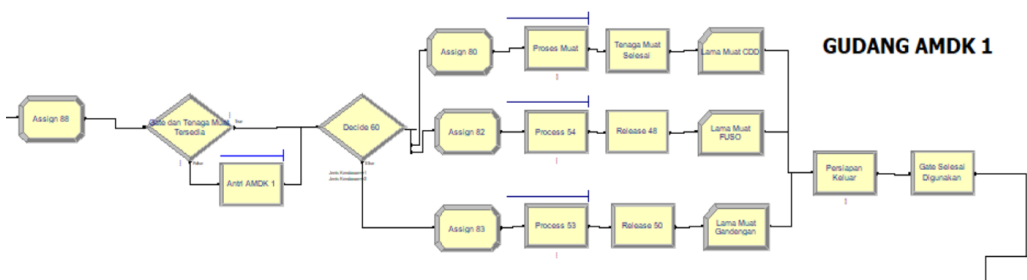 GUDANG AMDK 1
Assign 88
Gate dan Tenaga Muat
Tersedia
True
False
Antri AMDK 1
Decide 60
Else
Assign 80
Proses Muat
Tenaga Muat
Selesai
Lama Muat CDD
Assign 82
Process 54
Release 48
Lama Muat
FUSO
Assign 83
Process 53
Release 50
Lama Muat
Gandengan
Persiapan
Keluar
Gate Selesai
Digunakan